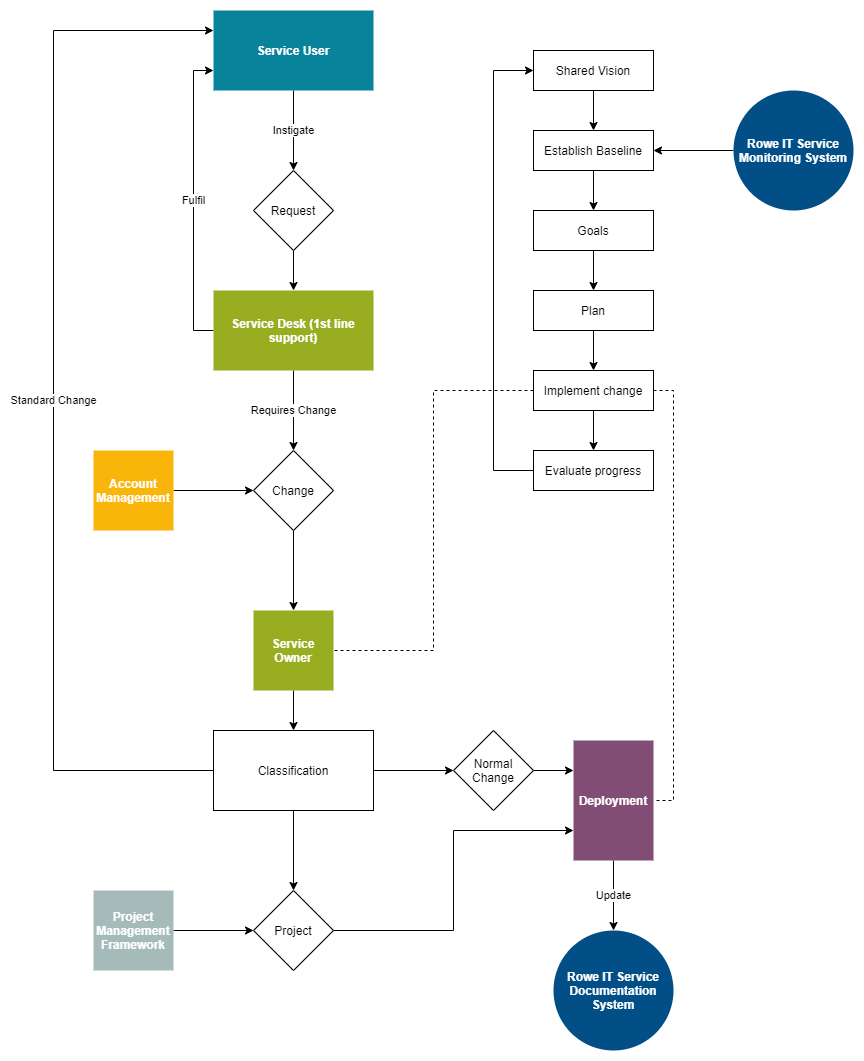 Service User
Instigate
Request
Fulfil
Service Desk (1st line
support)
Standard Change
Requires Change
Account
Management
Change
Service
Owner
Classification
Normal
Change
Deployment
Project
Management
Framework
Project
Update
Rowe IT Service
Documentation
System
Shared Vision
Establish Baseline
Rowe IT Service
Monitoring System
Goals
Plan
Implement change
Evaluate progress